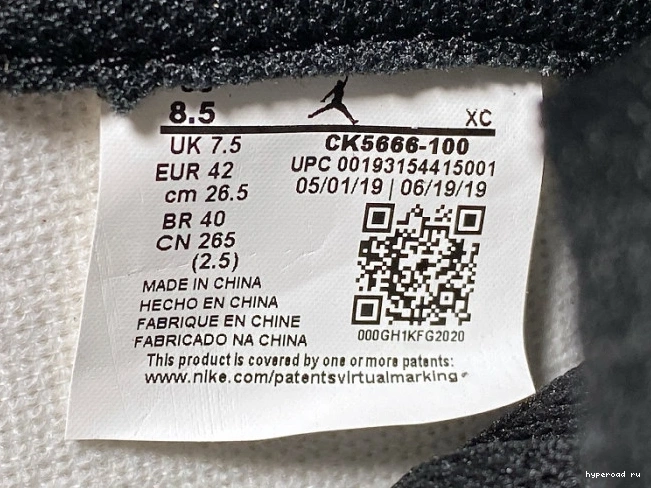 8.5
XC
UK 7.5
EUR 42
cm 26.5
BR 40
CN 265
(2.5)
CK5666-100
UPC 00193154415001
05/01/19 | 06/19/19
000GH1KFG2020
MADE IN CHINA
HECHO EN CHINA
FABRIQUE EN CHINE
FABRICADO NA CHINA
This product is covered by one or more patents:
www.nike.com/patentsvirtualmarking
hyperoad ru